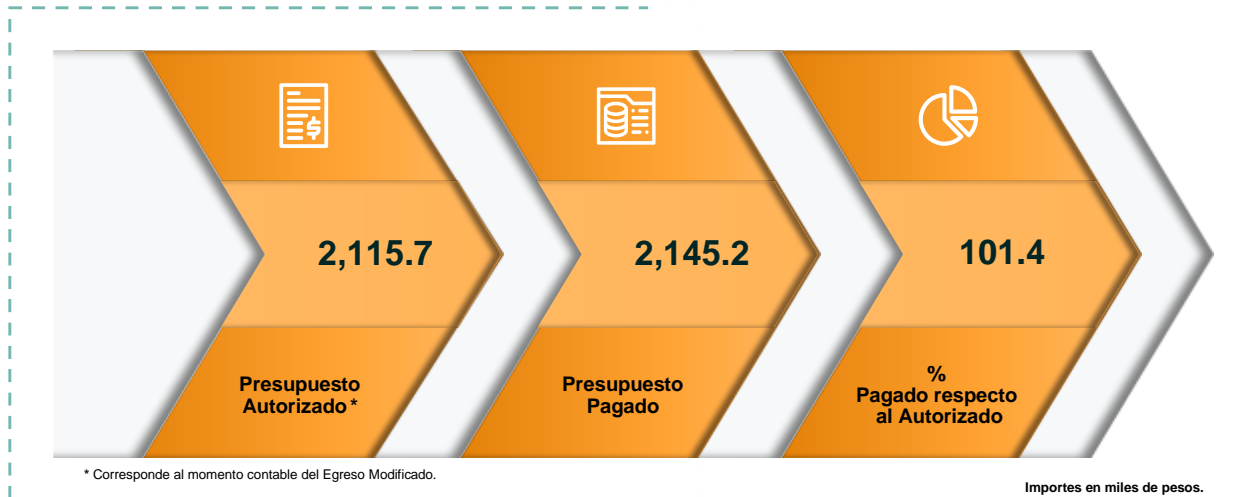 2,115.7
2,145.2
101.4
Presupuesto
Autorizado *
Presupuesto
Pagado
%
Pagado respecto
al Autorizado
* Corresponde al momento contable del Egreso Modificado.
Importes en miles de pesos.